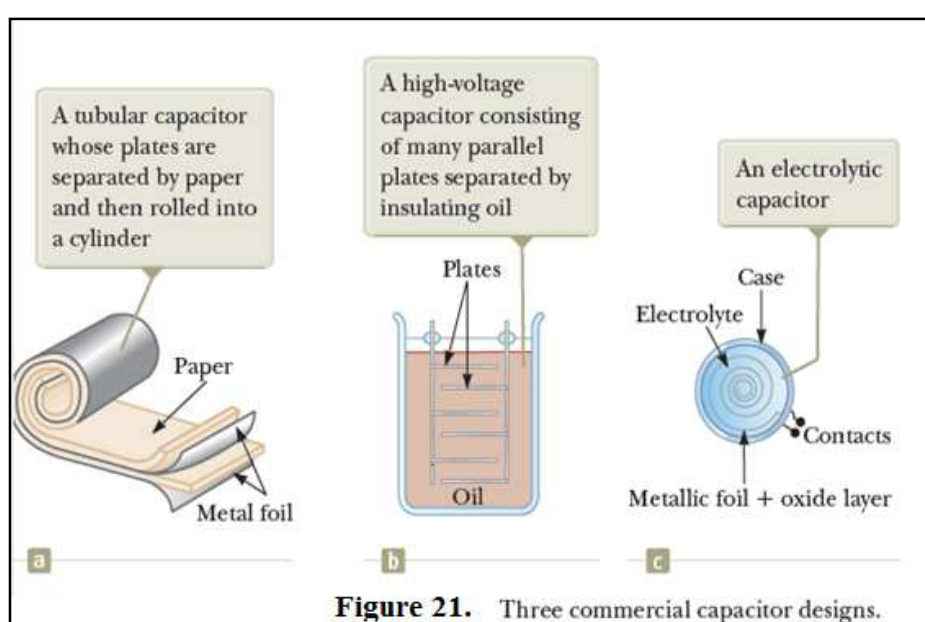 A tubular capacitor
whose plates are
separated by paper
and then rolled into
a cylinder
Paper
Metal foil
a
A high-voltage
capacitor consisting
of many parallel
plates separated by
insulating oil
Plates
Oil
b
An electrolytic
capacitor
Case
Electrolyte
Contacts
Metallic foil + oxide layer
c
Figure 21. Three commercial capacitor designs.